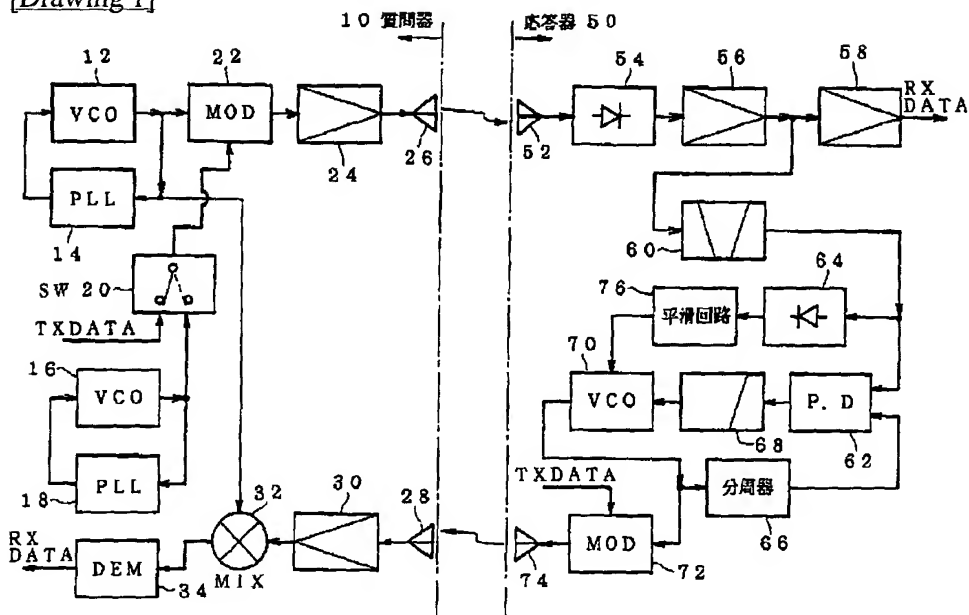 [Drawing 1]
10 質問器
応答器 50
12
VCO
22
MOD
24
26
52
54
56
58
RX
DATA
PLL
14
SW 20
TXDATA
16
VCO
18
PLL
60
76
平滑回路
64
70
VCO
68
P. D
62
TXDATA
分周器
66
MOD
72
74
28
30
32
MIX
RX
DATA
DEM
34